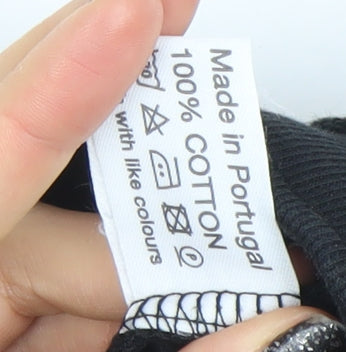 Made in Portugal
100% COTTON
P
with like colours